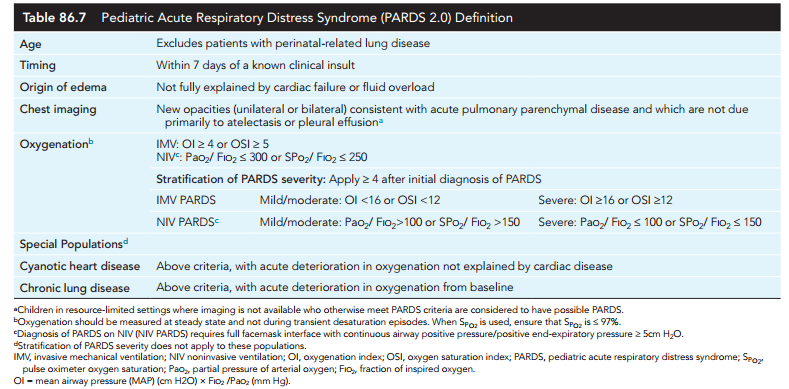 Table 86.7 Pediatric Acute Respiratory Distress Syndrome (PARDS 2.0) Definition
Age Excludes patients with perinatal-related lung disease
Timing Within 7 days of a known clinical insult
Origin of edema Not fully explained by cardiac failure or fluid overload
Chest imaging New opacities (unilateral or bilateral) consistent with acute pulmonary parenchymal disease and which are not due
primarily to atelectasis or pleural effusionᵃ
Oxygenationᵇ IMV: OI ≥ 4 or OSI ≥ 5
NIVᶜ: PaO₂/ FIO₂ ≤ 300 or SPO₂/ FIO₂ ≤ 250
Stratification of PARDS severity: Apply ≥ 4 after initial diagnosis of PARDS
IMV PARDS Mild/moderate: OI <16 or OSI <12 Severe: OI ≥16 or OSI ≥12
NIV PARDSᶜ Mild/moderate: PaO₂/ FIO₂>100 or SPO₂/ FIO₂ >150 Severe: PaO₂/ FIO₂ ≤ 100 or SPO₂/ FIO₂ ≤ 150
Special Populationsᵈ
Cyanotic heart disease Above criteria, with acute deterioration in oxygenation not explained by cardiac disease
Chronic lung disease Above criteria, with acute deterioration in oxygenation from baseline
ᵃChildren in resource-limited settings where imaging is not available who otherwise meet PARDS criteria are considered to have possible PARDS.
ᵇOxygenation should be measured at steady state and not during transient desaturation episodes. When SPO₂ is used, ensure that SPO₂ is ≤ 97%.
ᶜDiagnosis of PARDS on NIV (NIV PARDS) requires full facemask interface with continuous airway positive pressure/positive end-expiratory pressure ≥ 5cm H₂O.
ᵈStratification of PARDS severity does not apply to these populations.
IMV, invasive mechanical ventilation; NIV noninvasive ventilation; OI, oxygenation index; OSI, oxygen saturation index; PARDS, pediatric acute respiratory distress syndrome; SPO₂,
pulse oximeter oxygen saturation; PaO₂, partial pressure of arterial oxygen; FIO₂, fraction of inspired oxygen.
OI = mean airway pressure (MAP) (cm H2O) × FIO₂ /PaO₂ (mm Hg).